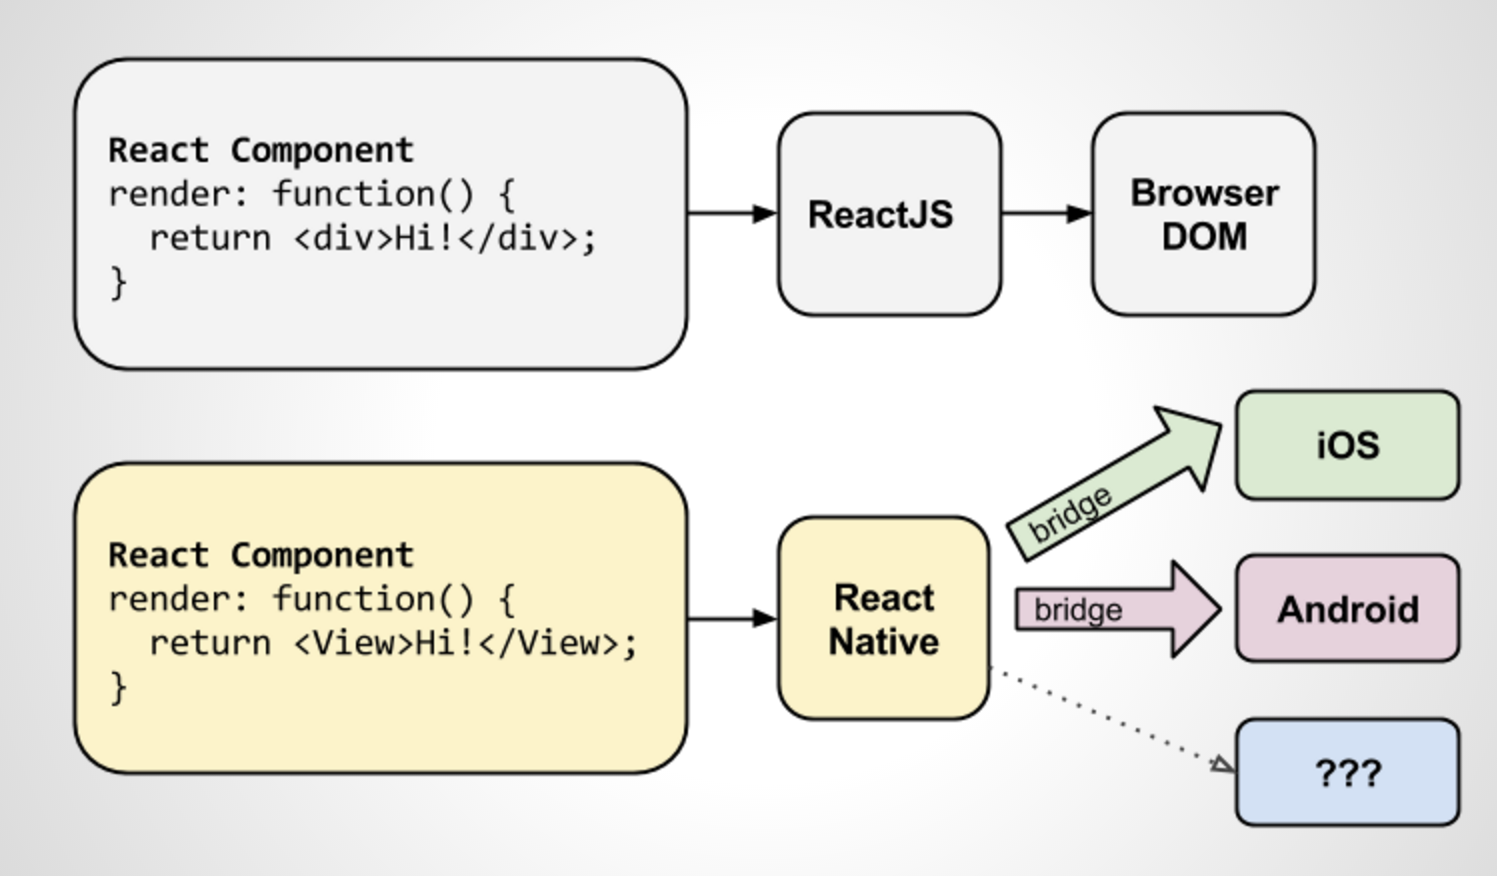 React Component
render: function() {
  return <div>Hi!</div>;
}
ReactJS
Browser
DOM
React Component
render: function() {
  return <View>Hi!</View>;
}
React
Native
bridge
iOS
bridge
Android
???